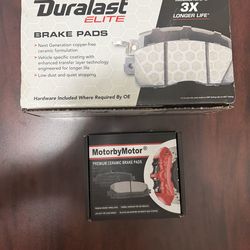 Duralast
ELITE
BRAKE PADS
3X
LONGER LIFE*
• Next Generation copper-free
ceramic formulation
• Vehicle specific coating with
enhanced transfer layer technology
engineered for longer life
• Low dust and quiet stopping
Hardware Included Where Required By OE
MotorbyMotor®
PREMIUM CERAMIC BRAKE PADS